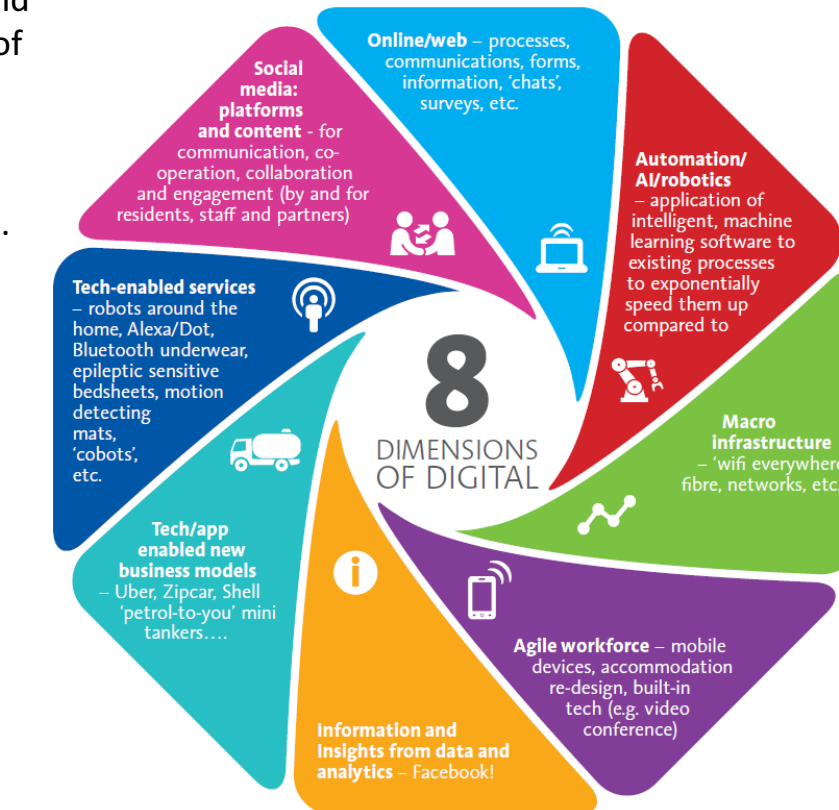 of
.
Online/web – processes,
communications, forms,
information, ‘chats’,
surveys, etc.
Automation/
AI/robotics
– application of
intelligent, machine
learning software to
existing processes
to exponentially
speed them up
compared to
Macro
infrastructure
– ‘wifi everywhere
fibre, networks, etc.
Agile workforce – mobile
devices, accommodation
re-design, built-in
tech (e.g. video
conference)
Information and
Insights from data and
analytics – Facebook!
Tech/app
enabled new
business models
– Uber, Zipcar, Shell
‘petrol-to-you’ mini
tankers….
Tech-enabled services
– robots around the
home, Alexa/Dot,
Bluetooth underwear,
epileptic sensitive
bedsheets, motion
detecting
mats,
‘cobots’,
etc.
Social
media:
platforms
and content - for
communication, co-
operation, collaboration
and engagement (by and for
residents, staff and partners)
8
DIMENSIONS
OF DIGITAL
i